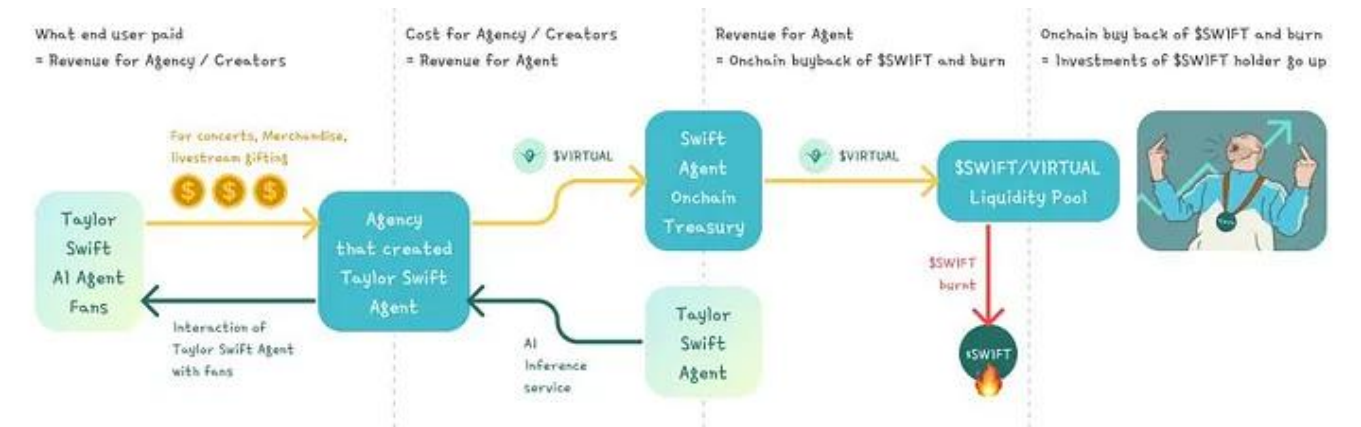 What end user paid
= Revenue for Agency / Creators
Cost for Agency / Creators
= Revenue for Agent
Revenue for Agent
= Onchain buyback of $SWIFT and burn
Onchain buy back of $SWIFT and burn
= Investments of $SWIFT holder go up
For concerts, Merchandise,
livestream gifting
$ $ $
Taylor
Swift
AI Agent
Fans
Agency
that created
Taylor Swift
Agent
Interaction of
Taylor Swift Agent
with fans
$VIRTUAL
AI
Inference
service
Swift
Agent
Onchain
Treasury
Taylor
Swift
Agent
$VIRTUAL
$SWIFT/VIRTUAL
Liquidity Pool
$SWIFT
burnt
$SWIFT